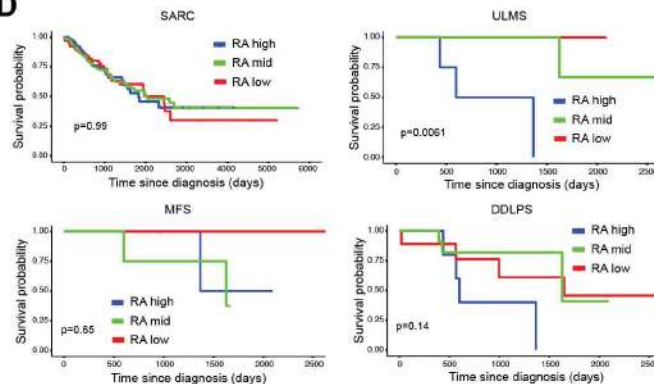 D
SARC
Survival probability
1.00
0.75
0.50
0.25
0.00
RA high
RA mid
RA low
p=0.99
0 1000 2000 3000 4000 5000 6000
Time since diagnosis (days)
ULMS
Survival probability
1.00
0.75
0.50
0.25
0.00
RA high
RA mid
RA low
p=0.0061
0 500 1000 1500 2000 2500
Time since diagnosis (days)
MFS
Survival probability
1.00
0.75
0.50
0.25
0.00
RA high
RA mid
RA low
p=0.65
0 500 1000 1500 2000 2500
Time since diagnosis (days)
DDLPS
Survival probability
1.00
0.75
0.50
0.25
0.00
RA high
RA mid
RA low
p=0.14
0 500 1000 1500 2000 2500
Time since diagnosis (days)